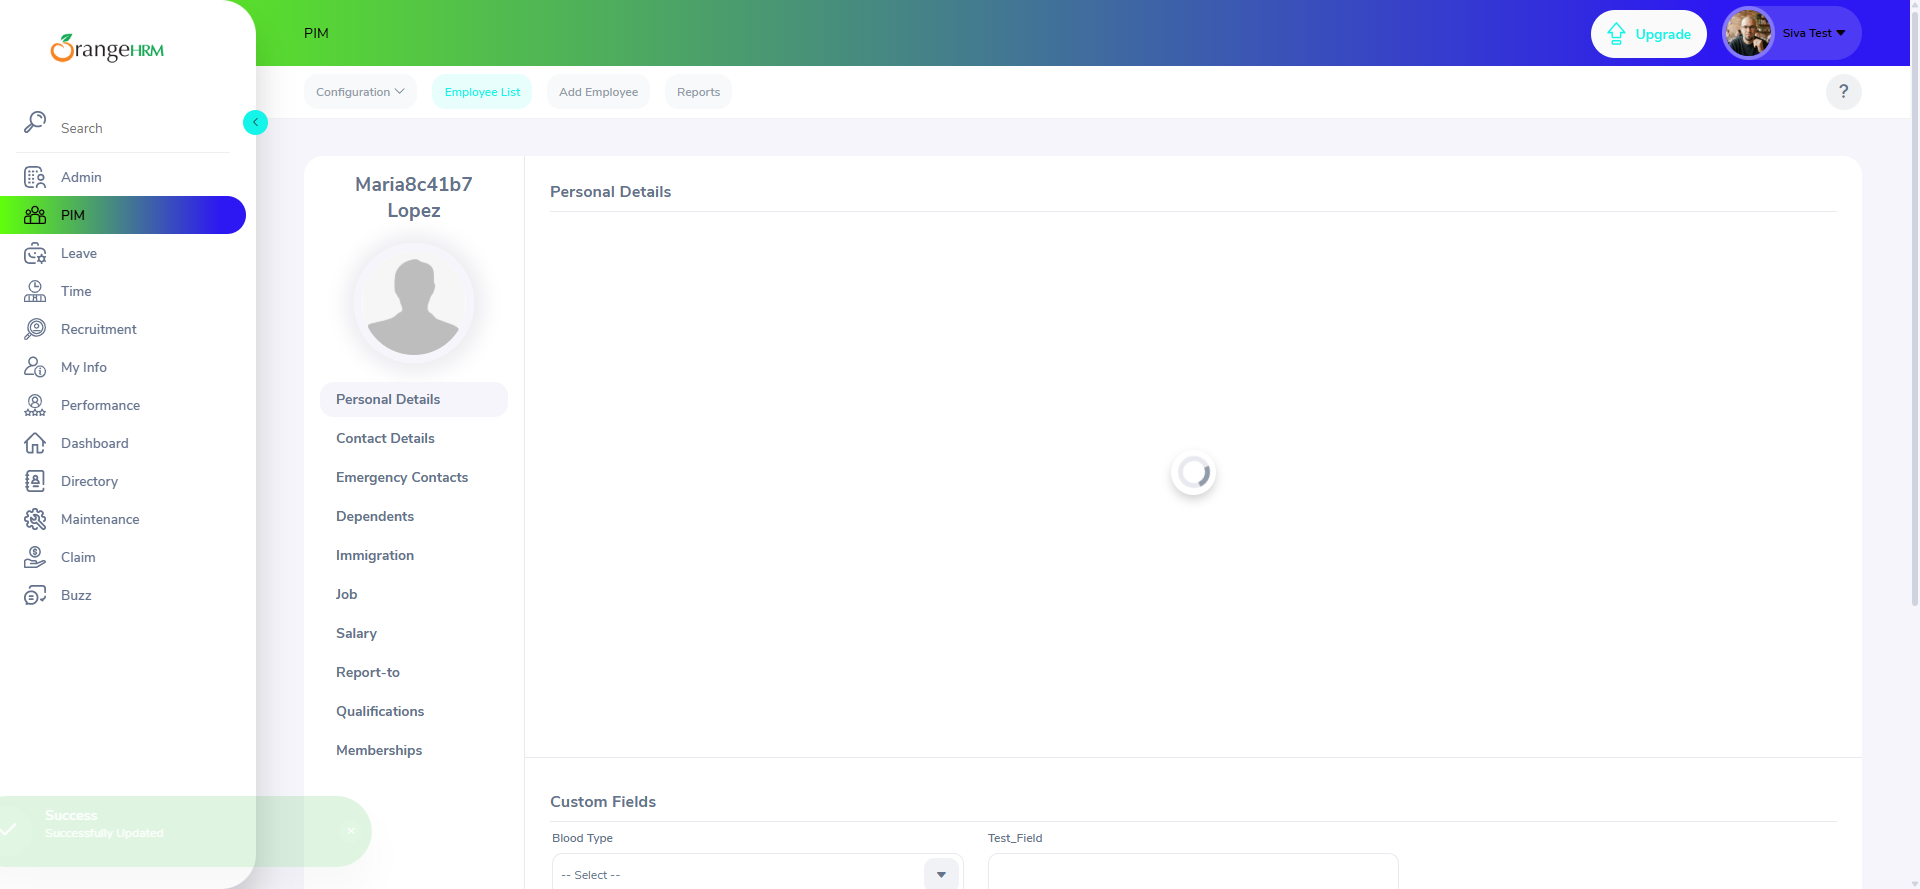 OrangeHRM
PIM
Upgrade
Siva Test
Configuration
Employee List
Add Employee
Reports
?
Search
Admin
PIM
Leave
Time
Recruitment
My Info
Performance
Dashboard
Directory
Maintenance
Claim
Buzz
Maria8c41b7
Lopez
Personal Details
Contact Details
Emergency Contacts
Dependents
Immigration
Job
Salary
Report-to
Qualifications
Memberships
Personal Details
Custom Fields
Blood Type
Test_Field
-- Select --
Success
Successfully Updated